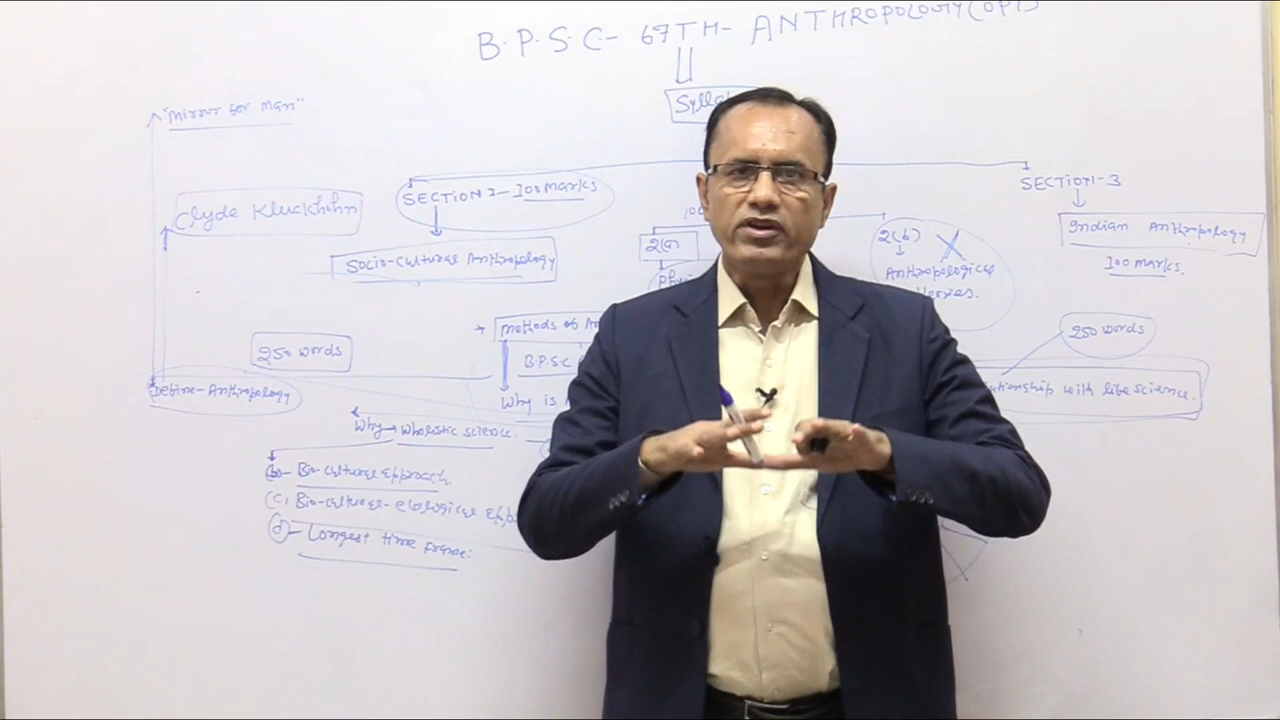 B.P.S.C- 67TH- ANTHROPOLOGY(OPT)
"Mirror for Man"
Clyde Kluckhohn
SECTION I- 100 marks
Socio-Cultural Anthropology
100
2(a)
2(b)
Anthropological
SECTION-3
Indian Anthropology
100 marks.
250 words
Methods of
B.P.S.C
Why is
250 words
with life science.
Define-Anthropology
Why→ Wholistic science.
(b)- Bio-cultural Approach.
(c) Bio-cultural- ecological
(d)- Longest time frame.